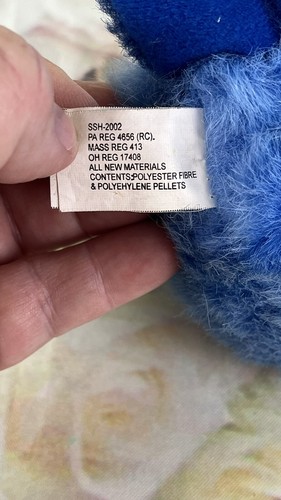 SSH-2002
PA REG 4656 (RC).
MASS REG 413
OH REG 17408
ALL NEW MATERIALS
CONTENTS:POLYESTER FIBRE
& POLYEHYLENE PELLETS